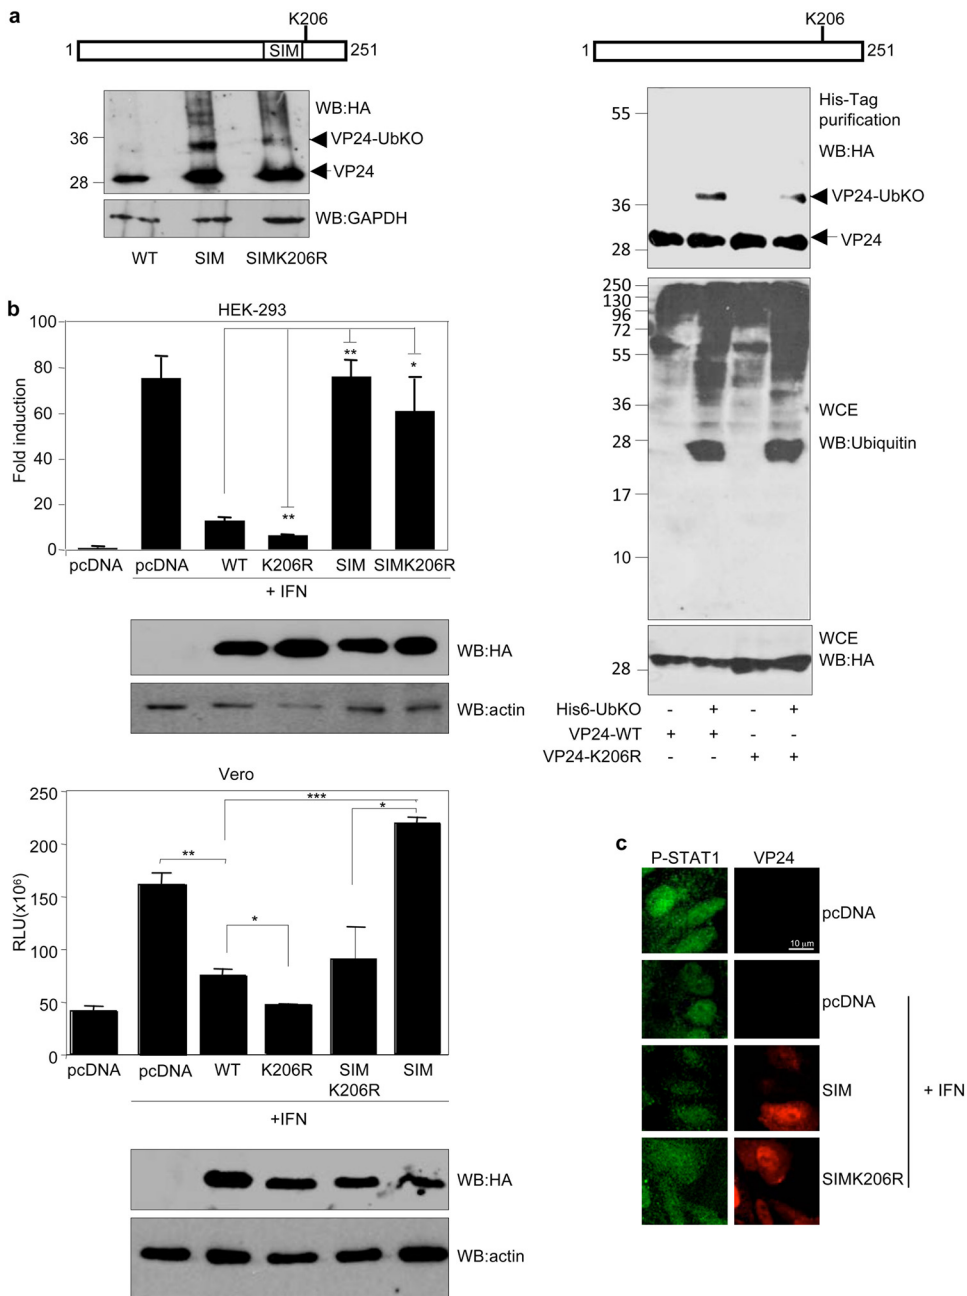 a
K206
1 SIM 251
WB:HA
36
VP24-UbKO
VP24
28
WB:GAPDH
WT SIM SIMK206R
K206
1 251
55
His-Tag
purification
WB:HA
VP24-UbKO
36
VP24
28
250
130
96
72
55
36
WCE
28
WB:Ubiquitin
17
10
WCE
WB:HA
28
His6-UbKO - + - +
VP24-WT + + - -
VP24-K206R - - + +
b
HEK-293
Fold induction
100
80
60
40
20
0
**
**
*
pcDNA pcDNA WT K206R SIM SIMK206R
+ IFN
WB:HA
WB:actin
Vero
RLU(x10⁶)
250
200
150
100
50
0
***
*
**
*
pcDNA pcDNA WT K206R SIM SIM
K206R
+IFN
WB:HA
WB:actin
c
P-STAT1 VP24
pcDNA
10 μm
pcDNA
SIM
+ IFN
SIMK206R